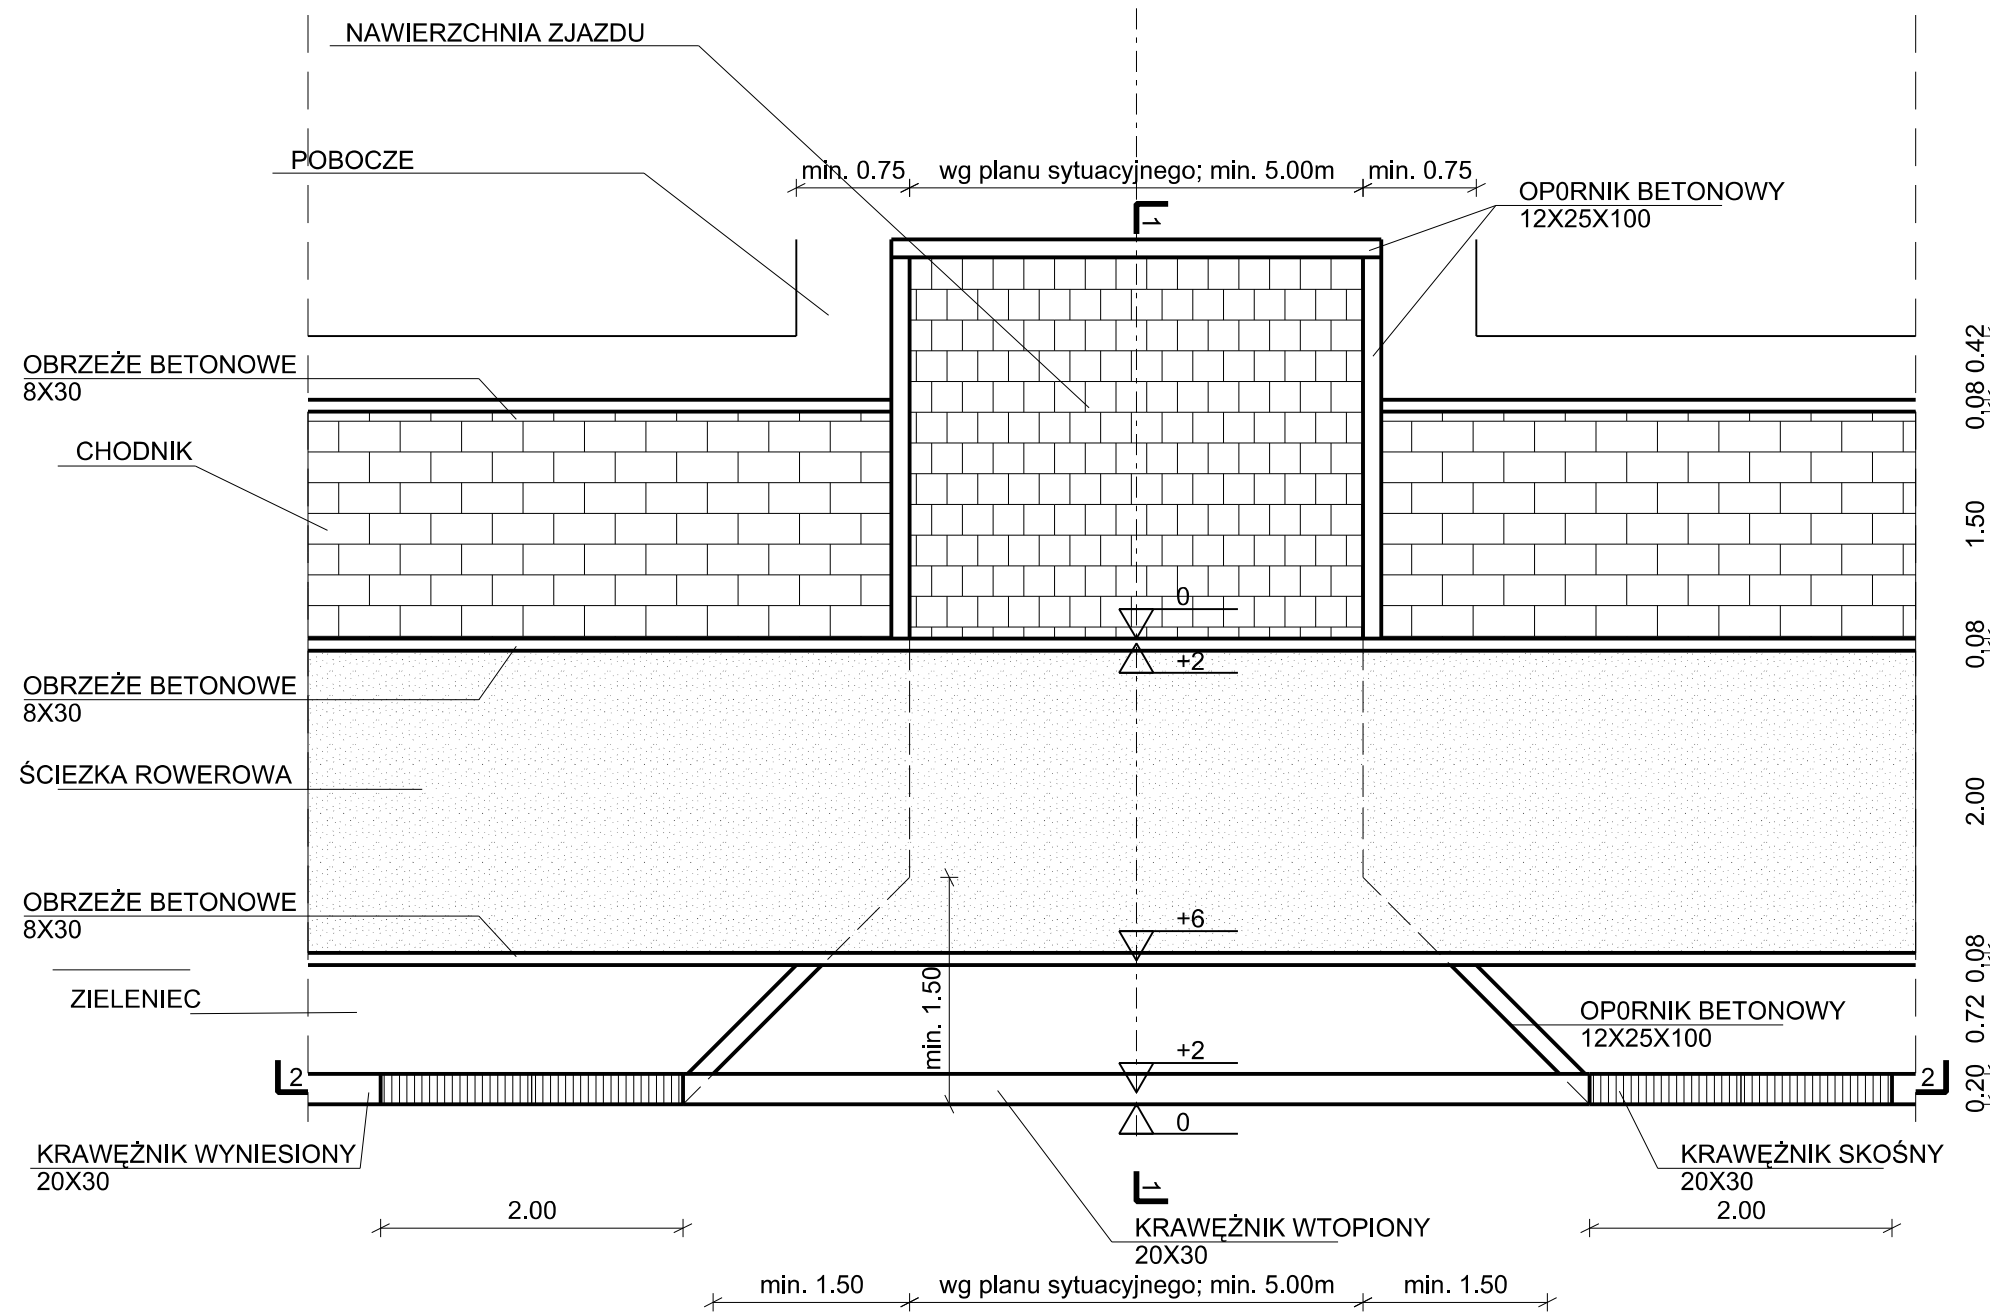 NAWIERZCHNIA ZJAZDU
POBOCZE
min. 0.75
wg planu sytuacyjnego; min. 5.00m
min. 0.75
OP0RNIK BETONOWY
12X25X100
1
OBRZEŻE BETONOWE
8X30
0.42
0,08
CHODNIK
1.50
0
+2
0,08
OBRZEŻE BETONOWE
8X30
ŚCIEZKA ROWEROWA
2.00
OBRZEŻE BETONOWE
8X30
+6
0,08
ZIELENIEC
min. 1.50
OP0RNIK BETONOWY
12X25X100
0.72
+2
2
2
0,20
0
KRAWĘŻNIK WYNIESIONY
20X30
KRAWĘŻNIK SKOŚNY
20X30
1
2.00
2.00
KRAWĘŻNIK WTOPIONY
20X30
min. 1.50
wg planu sytuacyjnego; min. 5.00m
min. 1.50